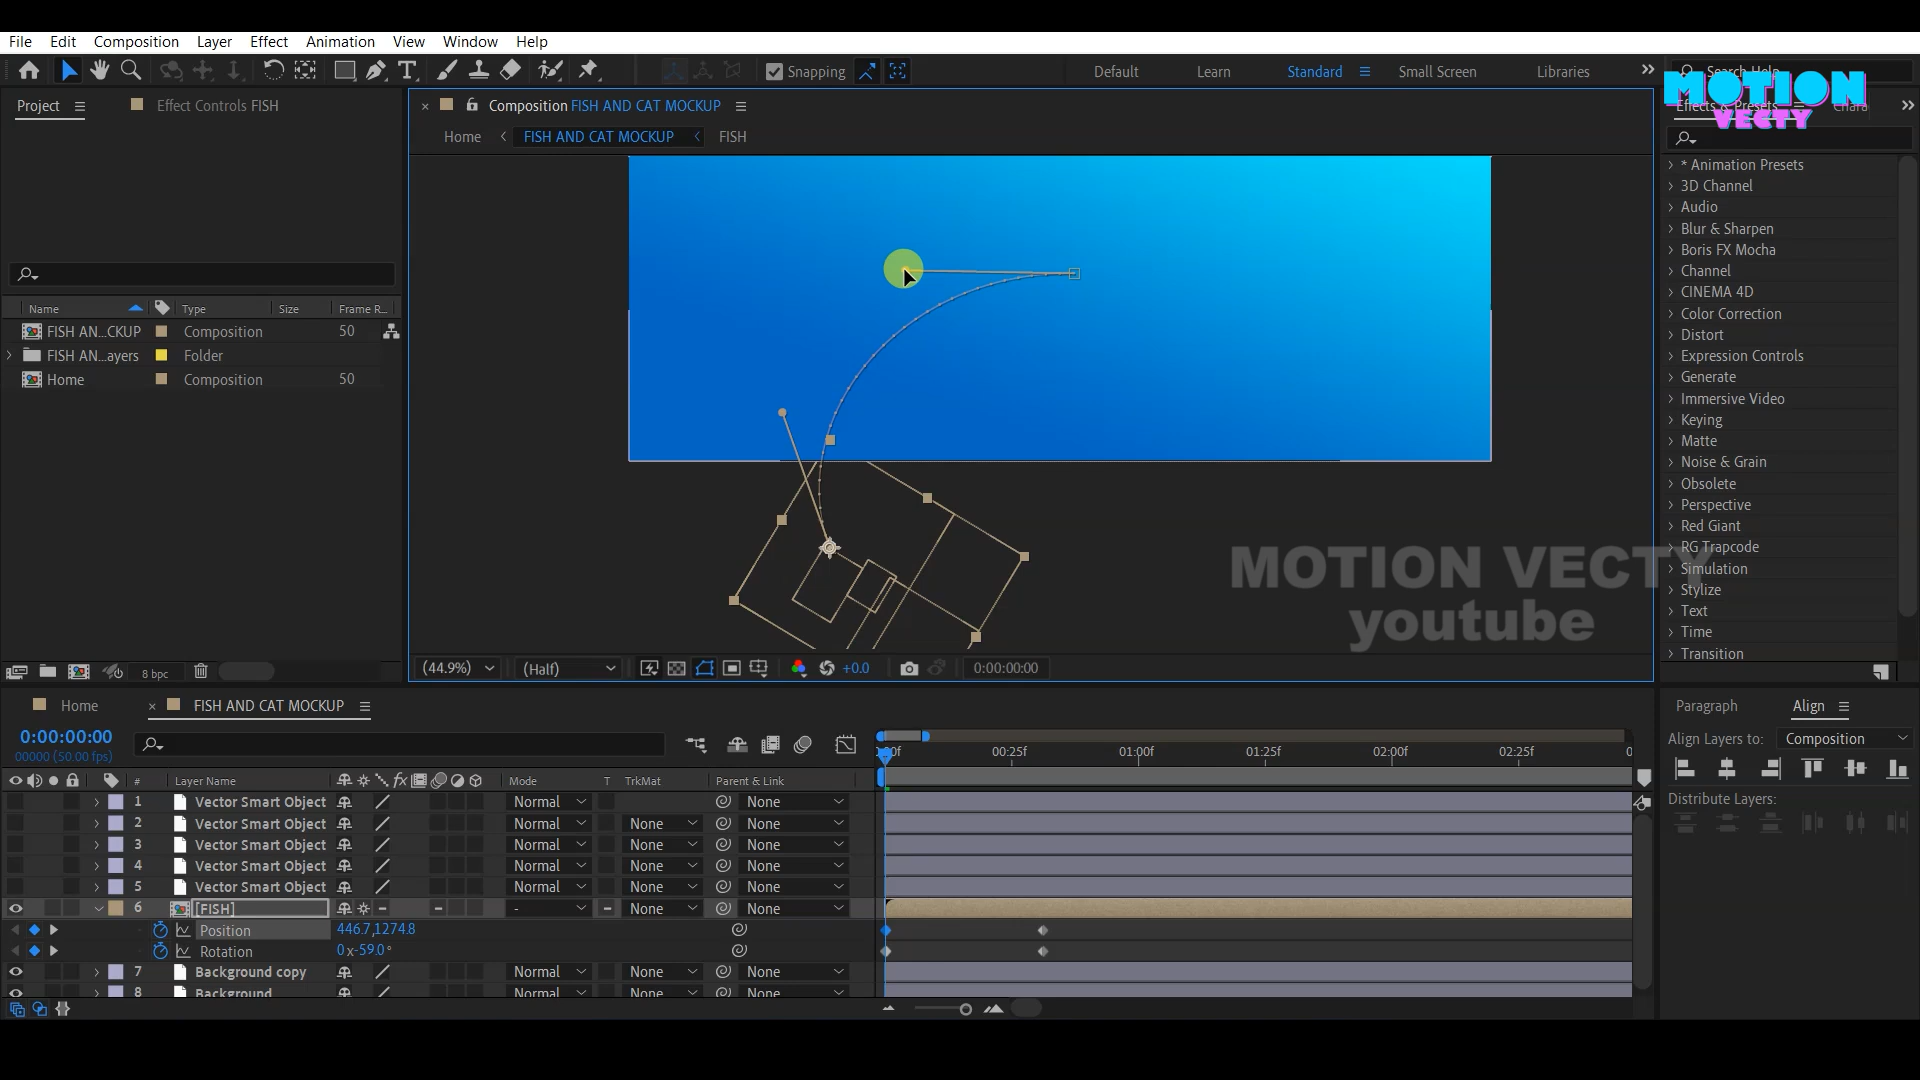 File Edit Composition Layer Effect Animation View Window Help
Snapping Default Learn Standard Small Screen Libraries
MOTION
VECTY
Project Effect Controls FISH
Composition FISH AND CAT MOCKUP
Effects & Presets Chara
Home FISH AND CAT MOCKUP FISH
* Animation Presets
3D Channel
Audio
Blur & Sharpen
Boris FX Mocha
Channel
CINEMA 4D
Color Correction
Distort
Expression Controls
Generate
Immersive Video
Keying
Matte
Noise & Grain
Obsolete
Perspective
Red Giant
RG Trapcode
Simulation
Stylize
Text
Time
Transition
Name Type Size Frame R...
FISH AN...CKUP Composition 50
FISH AN...ayers Folder
Home Composition 50
MOTION VECTY
youtube
8 bpc
(44.9%) (Half) +0.0 0:00:00:00
Home FISH AND CAT MOCKUP
Paragraph Align
0:00:00:00
00000 (50.00 fps)
00:25f 01:00f 01:25f 02:00f 02:25f
Align Layers to: Composition
Distribute Layers:
# Layer Name Mode T TrkMat Parent & Link
1 Vector Smart Object Normal None
2 Vector Smart Object Normal None None
3 Vector Smart Object Normal None None
4 Vector Smart Object Normal None None
5 Vector Smart Object Normal None None
6 [FISH] - None None
Position 446.7,1274.8
Rotation 0x-59.0°
7 Background copy Normal None None
8 Background Normal None None